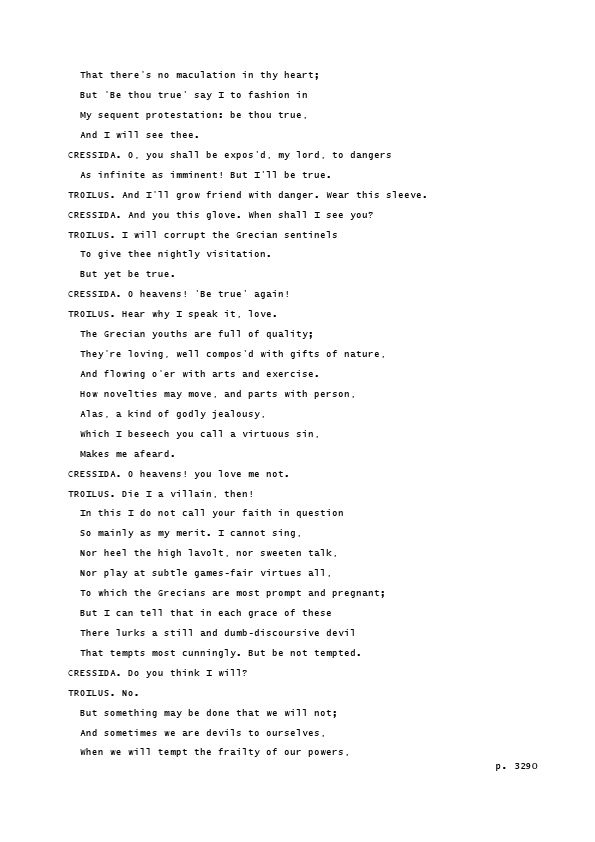 That there's no maculation in thy heart;
But 'Be thou true' say I to fashion in
My sequent protestation: be thou true,
And I will see thee.
CRESSIDA. O, you shall be expos'd, my lord, to dangers
As infinite as imminent! But I'll be true.
TROILUS. And I'll grow friend with danger. Wear this sleeve.
CRESSIDA. And you this glove. When shall I see you?
TROILUS. I will corrupt the Grecian sentinels
To give thee nightly visitation.
But yet be true.
CRESSIDA. O heavens! 'Be true' again!
TROILUS. Hear why I speak it, love.
The Grecian youths are full of quality;
They're loving, well compos'd with gifts of nature,
And flowing o'er with arts and exercise.
How novelties may move, and parts with person,
Alas, a kind of godly jealousy,
Which I beseech you call a virtuous sin,
Makes me afeard.
CRESSIDA. O heavens! you love me not.
TROILUS. Die I a villain, then!
In this I do not call your faith in question
So mainly as my merit. I cannot sing,
Nor heel the high lavolt, nor sweeten talk,
Nor play at subtle games-fair virtues all,
To which the Grecians are most prompt and pregnant;
But I can tell that in each grace of these
There lurks a still and dumb-discoursive devil
That tempts most cunningly. But be not tempted.
CRESSIDA. Do you think I will?
TROILUS. No.
But something may be done that we will not;
And sometimes we are devils to ourselves,
When we will tempt the frailty of our powers,
p. 3290